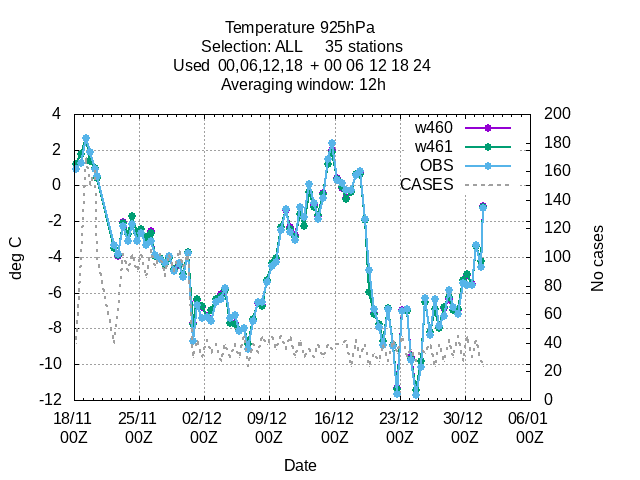 Temperature 925hPa
Selection: ALL 35 stations
Used 00,06,12,18 + 00 06 12 18 24
Averaging window: 12h
w460
w461
OBS
CASES
4
2
0
-2
-4
-6
-8
-10
-12
deg C
200
180
160
140
120
100
80
60
40
20
0
No cases
18/11 25/11 02/12 09/12 16/12 23/12 30/12 06/01
00Z 00Z 00Z 00Z 00Z 00Z 00Z 00Z
Date